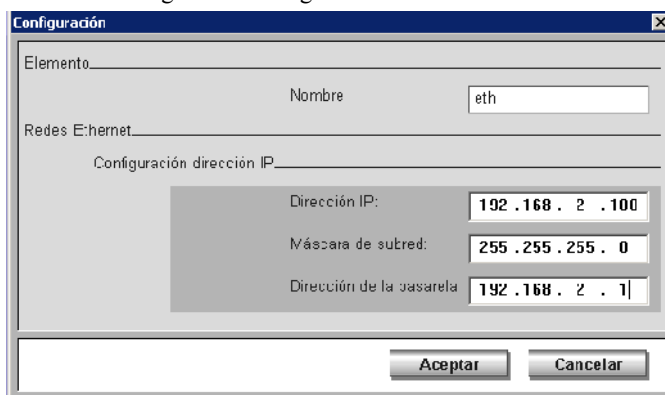 Configuración
Elemento
Nombre
eth
Redes Ethernet
Configuración dirección IP
Dirección IP:
192.168. 2 .100
Máscara de subred:
255.255.255. 0
Dirección de la pasarela
192.168. 2 . 1
Aceptar
Cancelar